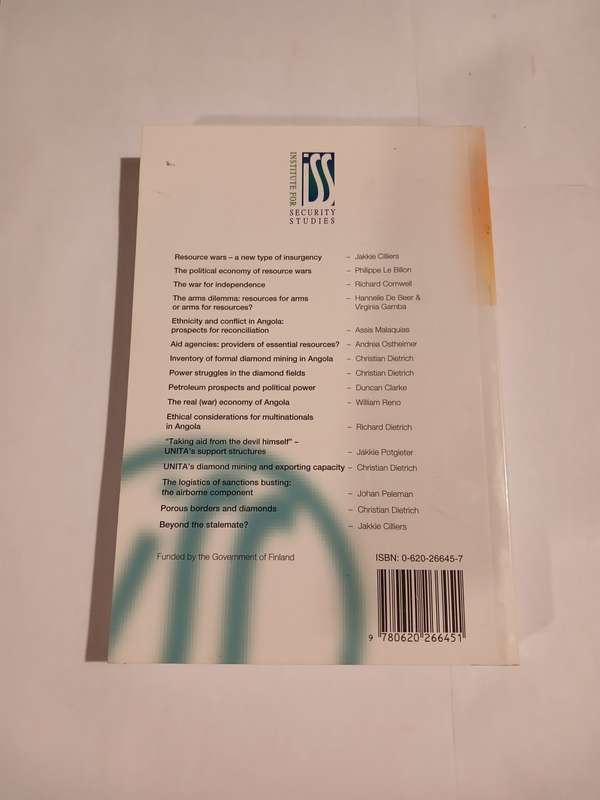 INSTITUTE FOR
iss
SECURITY
STUDIES
Resource wars – a new type of insurgency – Jakkie Cilliers
The political economy of resource wars – Philippe Le Billon
The war for independence – Richard Cornwell
The arms dilemma: resources for arms – Hannelie De Beer &
or arms for resources? Virginia Gamba
Ethnicity and conflict in Angola:
prospects for reconciliation – Assis Malaquias
Aid agencies: providers of essential resources? – Andrea Ostheimer
Inventory of formal diamond mining in Angola – Christian Dietrich
Power struggles in the diamond fields – Christian Dietrich
Petroleum prospects and political power – Duncan Clarke
The real (war) economy of Angola – William Reno
Ethical considerations for multinationals
in Angola – Richard Dietrich
"Taking aid from the devil himself" –
UNITA's support structures – Jakkie Potgieter
UNITA's diamond mining and exporting capacity – Christian Dietrich
The logistics of sanctions busting:
the airborne component – Johan Peleman
Porous borders and diamonds – Christian Dietrich
Beyond the stalemate? – Jakkie Cilliers
Funded by the Government of Finland ISBN: 0-620-26645-7
9 780620 266451